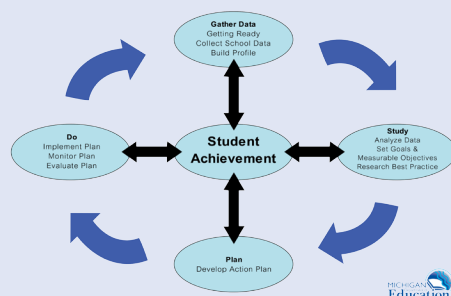 Gather Data
Getting Ready
Collect School Data
Build Profile
Do
Implement Plan
Monitor Plan
Evaluate Plan
Student
Achievement
Study
Analyze Data
Set Goals &
Measurable Objectives
Research Best Practice
Plan
Develop Action Plan
MICHIGAN
Education